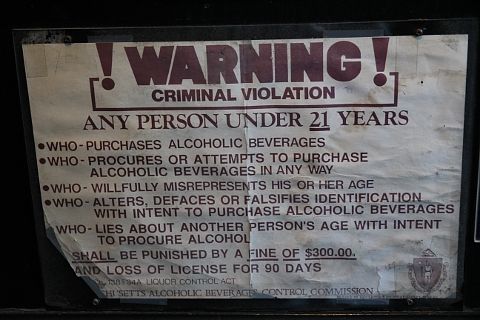 ! WARNING !
CRIMINAL VIOLATION
ANY PERSON UNDER 21 YEARS
• WHO - PURCHASES ALCOHOLIC BEVERAGES
• WHO - PROCURES OR ATTEMPTS TO PURCHASE
ALCOHOLIC BEVERAGES IN ANY WAY
• WHO - WILLFULLY MISREPRESENTS HIS OR HER AGE
• WHO - ALTERS, DEFACES OR FALSIFIES IDENTIFICATION
WITH INTENT TO PURCHASE ALCOHOLIC BEVERAGES
WHO - LIES ABOUT ANOTHER PERSON'S AGE WITH INTENT
TO PROCURE ALCOHOL
SHALL BE PUNISHED BY A FINE OF $300.00.
AND LOSS OF LICENSE FOR 90 DAYS
138 S 34A LIQUOR CONTROL ACT
SETTS ALCOHOLIC BEVERAGES CONTROL COMMISSION